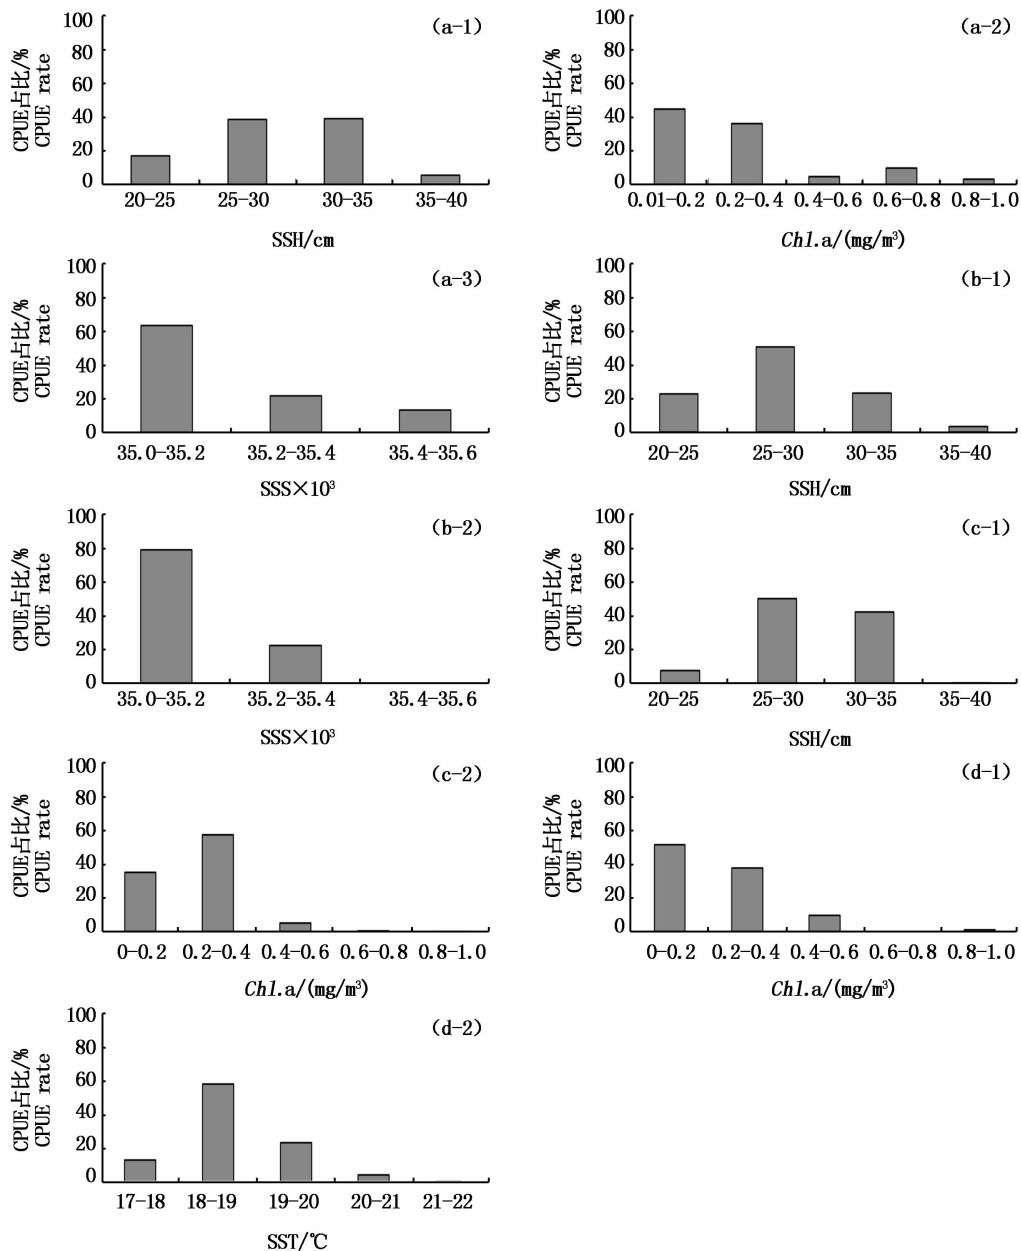 (a-1)
CPUE占比/%
CPUE rate
100
80
60
40
20
0
20-25 25-30 30-35 35-40
SSH/cm
(a-2)
CPUE占比/%
CPUE rate
100
80
60
40
20
0
0.01-0.2 0.2-0.4 0.4-0.6 0.6-0.8 0.8-1.0
Chl.a/(mg/m³)
(a-3)
CPUE占比/%
CPUE rate
100
80
60
40
20
0
35.0-35.2 35.2-35.4 35.4-35.6
SSS×10³
(b-1)
CPUE占比/%
CPUE rate
100
80
60
40
20
0
20-25 25-30 30-35 35-40
SSH/cm
(b-2)
CPUE占比/%
CPUE rate
100
80
60
40
20
0
35.0-35.2 35.2-35.4 35.4-35.6
SSS×10³
(c-1)
CPUE占比/%
CPUE rate
100
80
60
40
20
0
20-25 25-30 30-35 35-40
SSH/cm
(c-2)
CPUE占比/%
CPUE rate
100
80
60
40
20
0
0-0.2 0.2-0.4 0.4-0.6 0.6-0.8 0.8-1.0
Chl.a/(mg/m³)
(d-1)
CPUE占比/%
CPUE rate
100
80
60
40
20
0
0-0.2 0.2-0.4 0.4-0.6 0.6-0.8 0.8-1.0
Chl.a/(mg/m³)
(d-2)
CPUE占比/%
CPUE rate
100
80
60
40
20
0
17-18 18-19 19-20 20-21 21-22
SST/℃